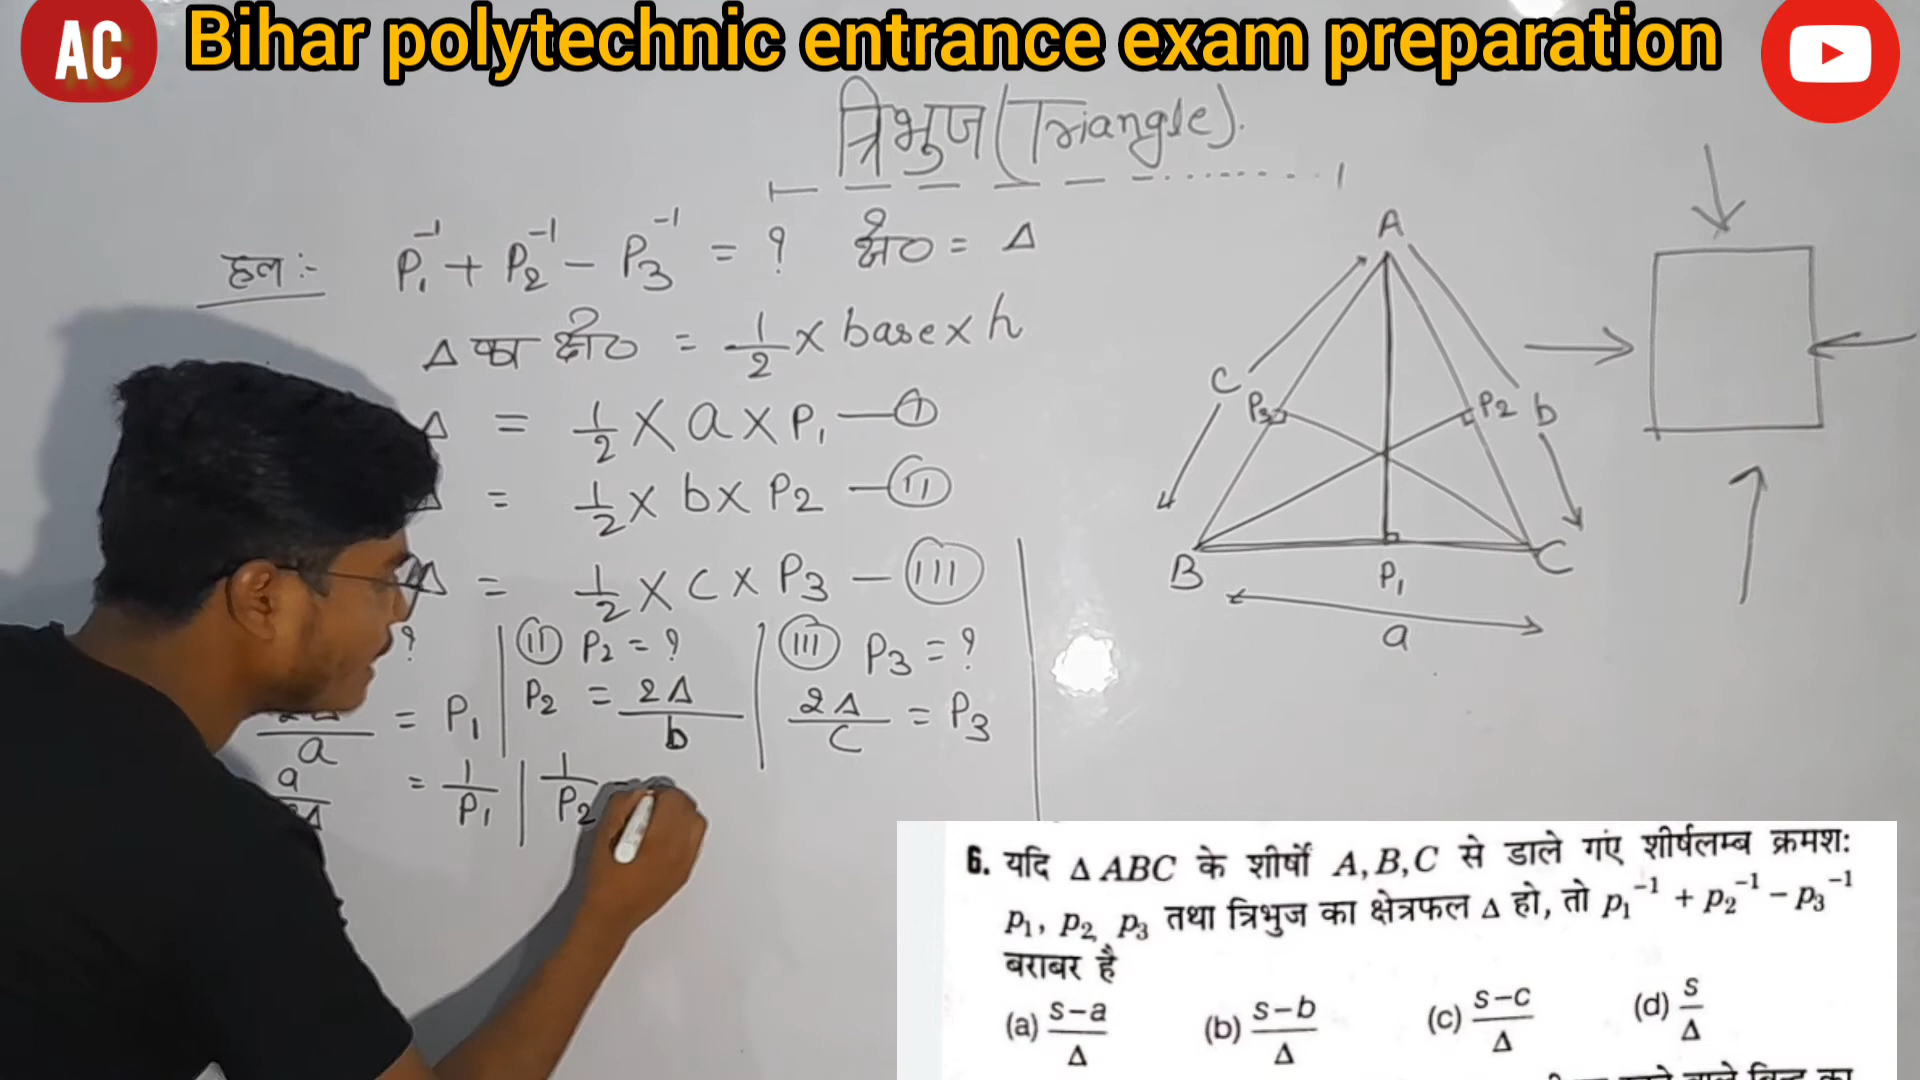 AC Bihar polytechnic entrance exam preparation
त्रिभुज (Triangle).
हल :- P₁⁻¹ + P₂⁻¹ - P₃⁻¹ = ? क्षे० = Δ
Δ का क्षे० = 1/2 × base × h
Δ = 1/2 × a × P₁ — (I)
Δ = 1/2 × b × P₂ — (II)
Δ = 1/2 × c × P₃ — (III)
? | (II) P₂ = ? | (III) P₃ = ?
2Δ/a = P₁ | P₂ = 2Δ/b | 2Δ/C = P₃
a/2Δ = 1/P₁ | 1/P₂
A
C P3 P2 b
B P₁ C
a
6. यदि Δ ABC के शीर्षों A, B, C से डाले गएं शीर्षलम्ब क्रमश:
p₁, p₂, p₃ तथा त्रिभुज का क्षेत्रफल Δ हो, तो p₁⁻¹ + p₂⁻¹ - p₃⁻¹
बराबर है
(a) s-a/Δ (b) s-b/Δ (c) s-c/Δ (d) s/Δ